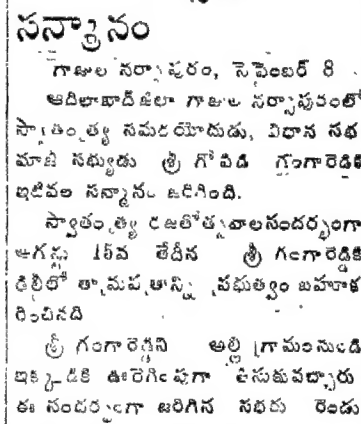 సన్మానం
గాజుల నర్సాపురం, సెపెంబర్ 8
ఆదిలాబాద్ జిల్లా గాజుల నర్సాపురంలో
స్వాతంత్ర్య సమరయోదుడు, విధాన సభ
మాజీ సభ్యుడు శ్రీ గోవిడి గంగారెడ్డికి
ఇటీవల సన్మానం జరిగింది.
స్వాతంత్ర్య రజతోత్సవాల సందర్భంగా
ఆగస్టు 15వ తేదీన శ్రీ గంగారెడ్డికి
ఢిల్లీలో తామ్రపత్రాన్ని ప్రభుత్వం బహూక
రించినది
శ్రీ గంగా రెడ్డిని అల్లీ గ్రామంనుండి
ఇక్కడికి ఊరెగింపుగా తీసుకువచ్చారు
ఈ సందర్భంగా జరిగిన సభకు రెండు